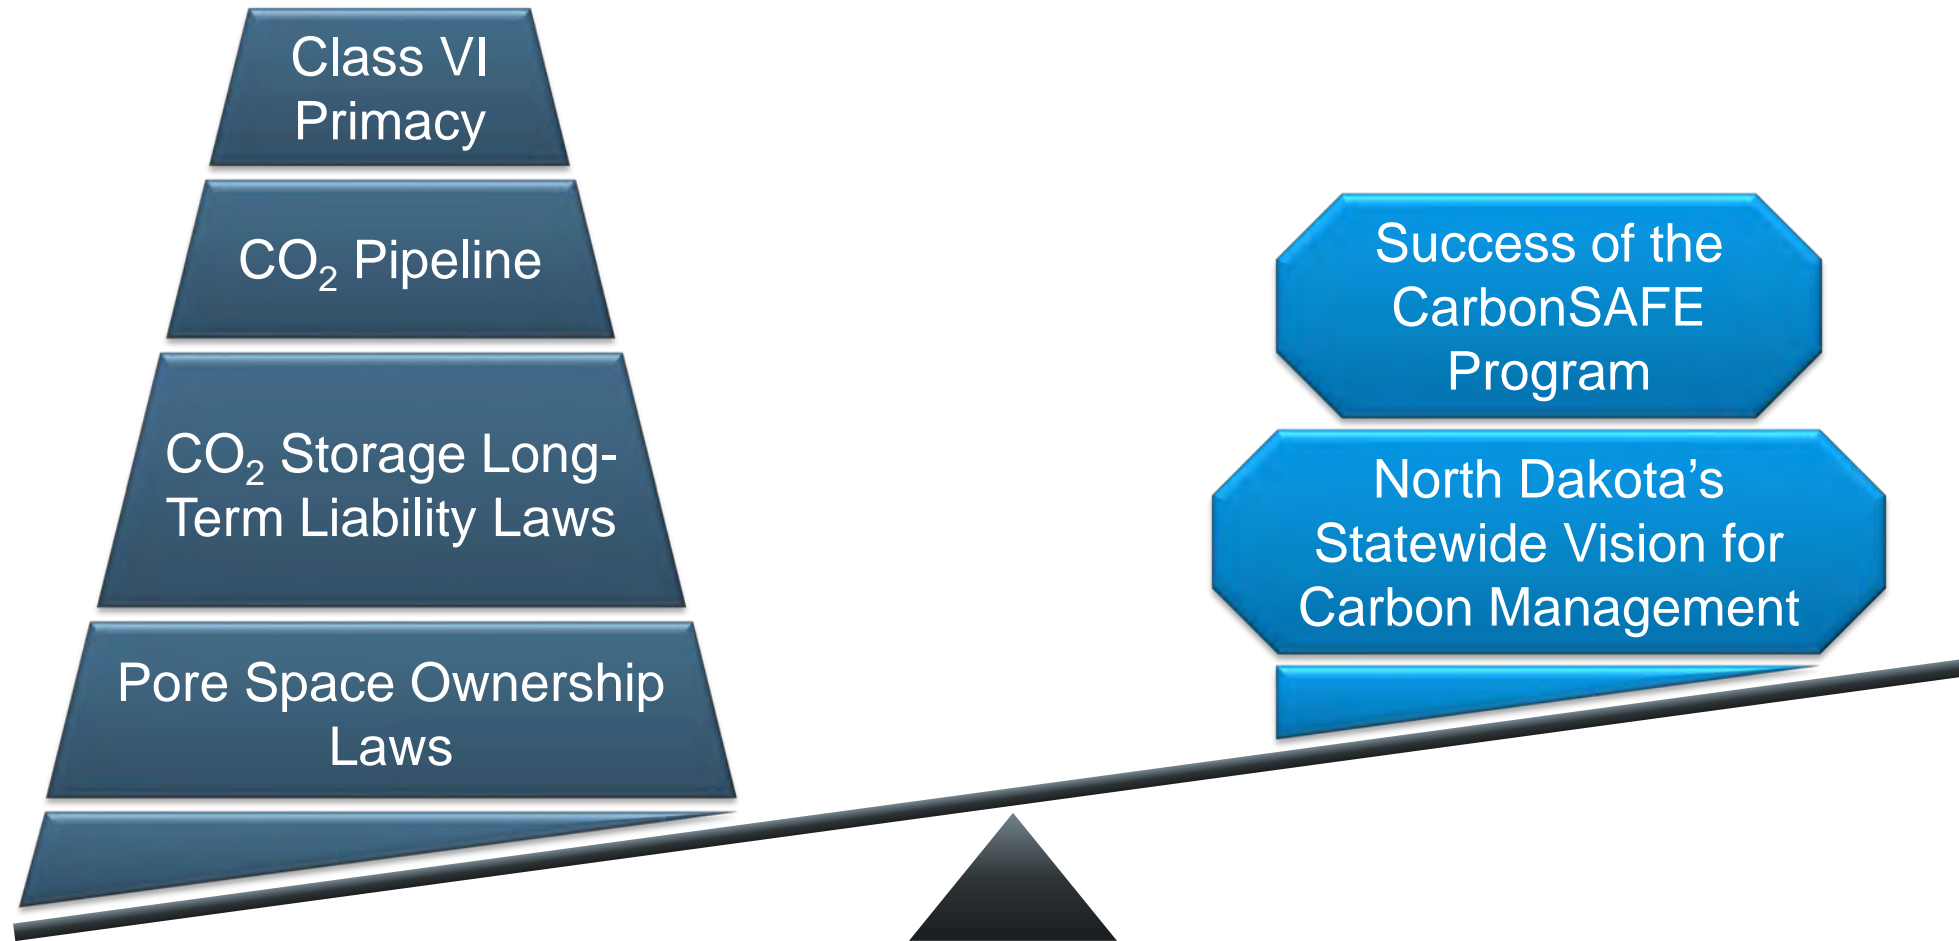 Class VI
Primacy
CO₂ Pipeline
CO₂ Storage Long-
Term Liability Laws
Pore Space Ownership
Laws
Success of the
CarbonSAFE
Program
North Dakota’s
Statewide Vision for
Carbon Management